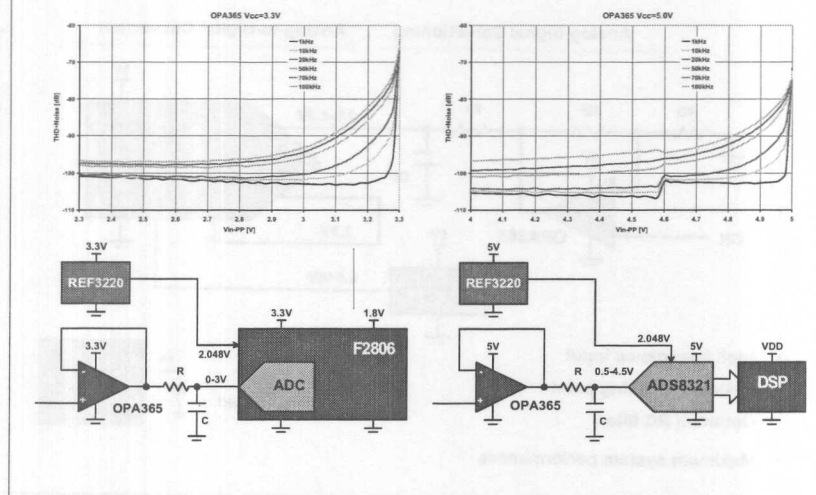 OPA365 Vcc=3.3V
-60
-70
-80
-90
-100
-110
THD+Noise [dB]
1kHz
10kHz
20kHz
50kHz
70kHz
100kHz
2.3 2.4 2.5 2.6 2.7 2.8 2.9 3.0 3.1 3.2 3.3
Vin-PP [V]
OPA365 Vcc=5.0V
-60
-70
-80
-90
-100
-110
THD+Noise [dB]
1kHz
10kHz
20kHz
50kHz
70kHz
100kHz
4 4.1 4.2 4.3 4.4 4.5 4.6 4.7 4.8 4.9 5
Vin-PP [V]
3.3V
REF3220
3.3V
OPA365
R
C
2.048V
0-3V
3.3V
1.8V
F2806
ADC
5V
REF3220
5V
OPA365
R
C
0.5-4.5V
2.048V
5V
ADS8321
VDD
DSP